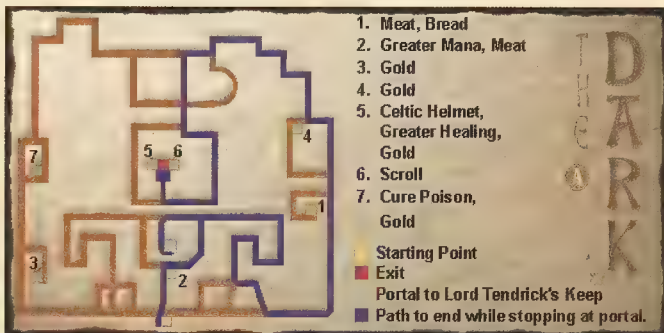 1. Meat, Bread
2. Greater Mana, Meat
3. Gold
4. Gold
5. Celtic Helmet,
Greater Healing,
Gold
6. Scroll
7. Cure Poison,
Gold
Starting Point
Exit
Portal to Lord Tendrick's Keep
Path to end while stopping at portal.
THE
DARK
A
7
5 6
4
1
3
2